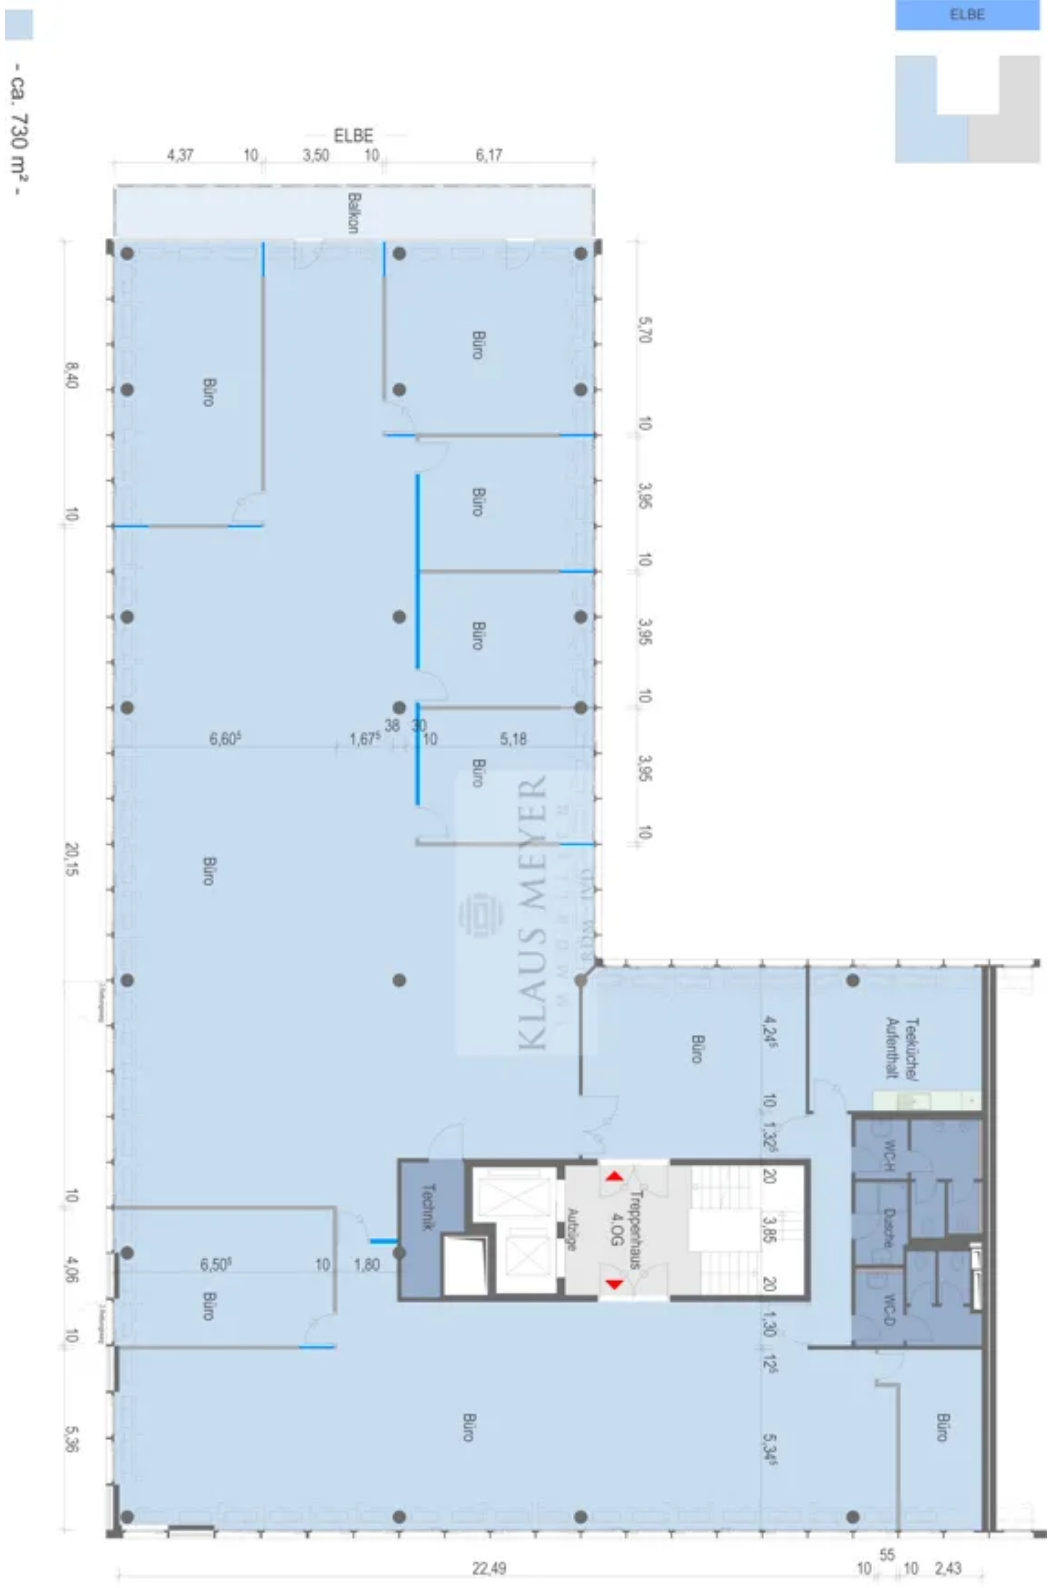 ELBE
- ca. 730 m² -
ELBE
4,37 10 3,50 10 6,17
Balkon
Büro
5,70
Büro
8,40
10
Büro
3,95
10
10
Büro
3,95
10
38 30
6,60⁵ 1,67⁵ 10 5,18
Büro
3,95
10
KLAUS MEYER
Büro
20,15
Büro
4,24⁵
Teeküche/
Aufenthalt
10
1,32⁵
WC-H
20
Technik
Aufzüge
Treppenhaus
4.OG
3,85
Dusche
10
6,50⁵ 10 1,80
4,06
Büro
20
WC-D
1,30
10
12⁵
Büro
5,36
5,34⁵
Büro
22,49 10 55 10 2,43